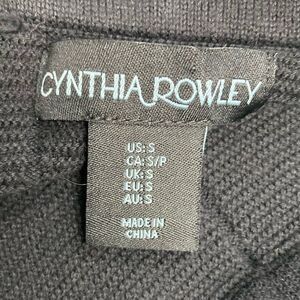 CYNTHIA ROWLEY
US: S
CA: S/P
UK: S
EU: S
AU: S
MADE IN
CHINA